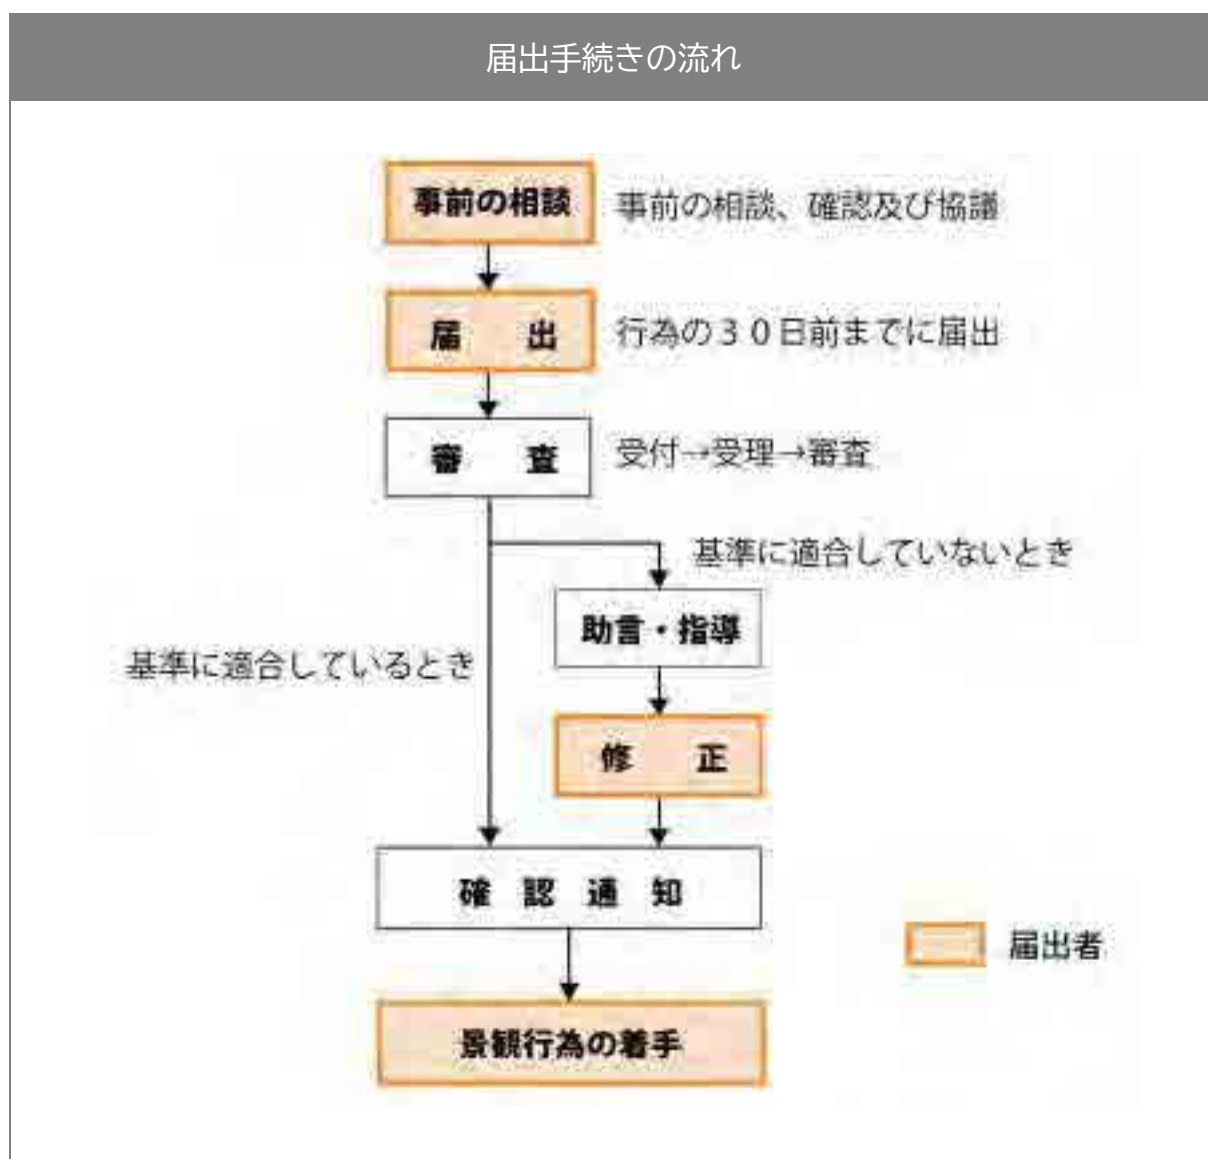 届出手続きの流れ
事前の相談 事前の相談、確認及び協議
届 出 行為の30日前までに届出
審 査 受付→受理→審査
基準に適合していないとき
助言・指導
基準に適合しているとき
修 正
確 認 通 知
届出者
景観行為の着手